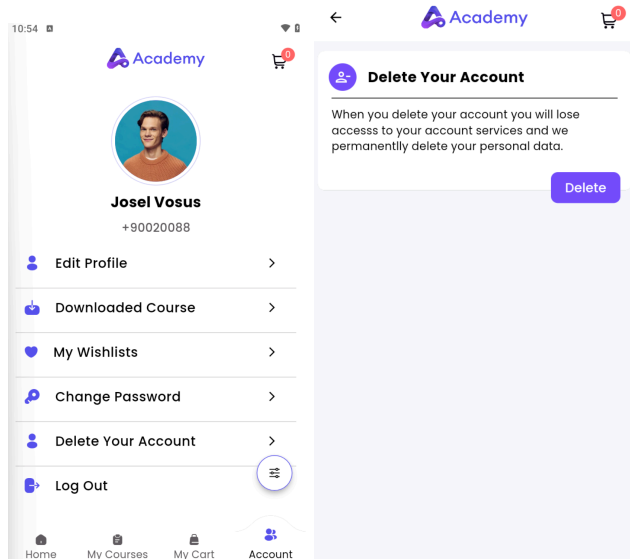 10:54
Academy
0
Josel Vosus
+90020088
Edit Profile
Downloaded Course
My Wishlists
Change Password
Delete Your Account
Log Out
Home
My Courses
My Cart
Account
Academy
0
Delete Your Account
When you delete your account you will lose
accesss to your account services and we
permanentlly delete your personal data.
Delete